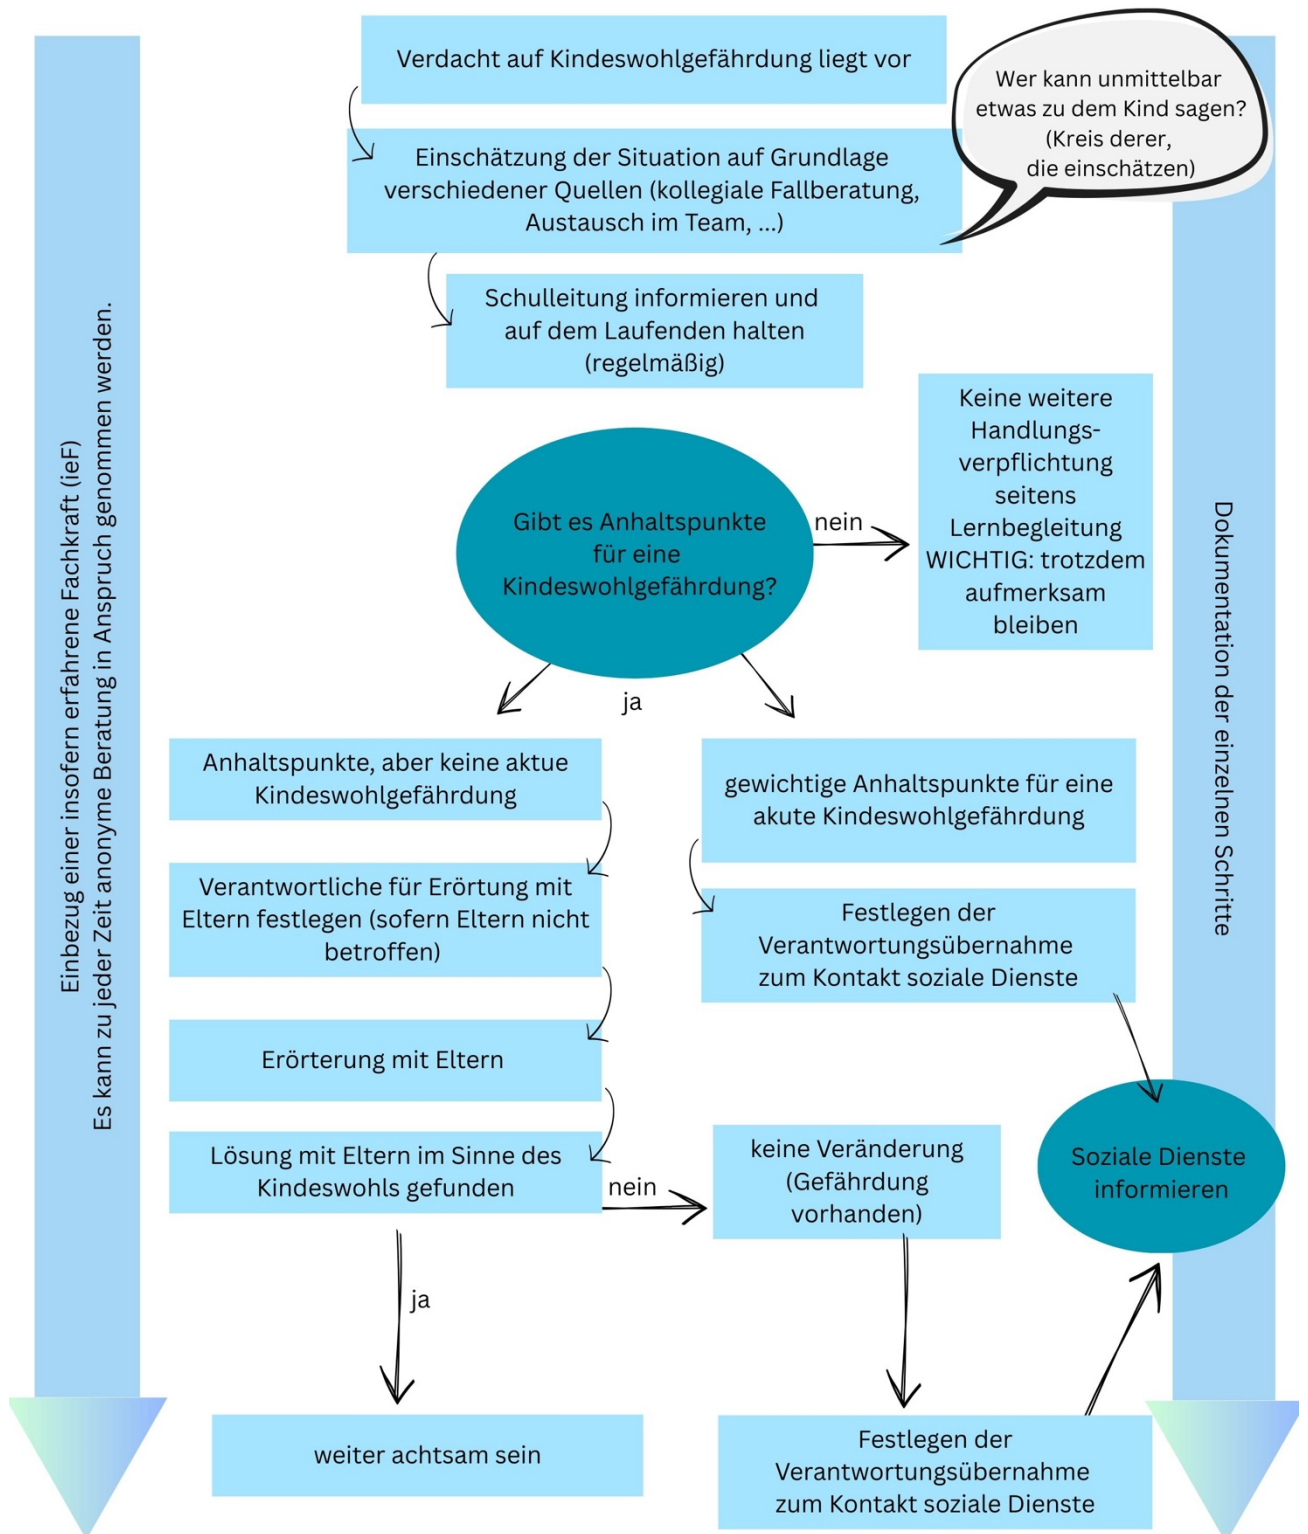 Verdacht auf Kindeswohlgefährdung liegt vor
Wer kann unmittelbar
etwas zu dem Kind sagen?
(Kreis derer,
die einschätzen)
Einschätzung der Situation auf Grundlage
verschiedener Quellen (kollegiale Fallberatung,
Austausch im Team, ...)
Schulleitung informieren und
auf dem Laufenden halten
(regelmäßig)
Gibt es Anhaltspunkte
für eine
Kindeswohlgefährdung?
nein
Keine weitere
Handlungs-
verpflichtung
seitens
Lernbegleitung
WICHTIG: trotzdem
aufmerksam
bleiben
ja
Anhaltspunkte, aber keine aktue
Kindeswohlgefährdung
Verantwortliche für Erörtung mit
Eltern festlegen (sofern Eltern nicht
betroffen)
Erörterung mit Eltern
Lösung mit Eltern im Sinne des
Kindeswohls gefunden
nein
keine Veränderung
(Gefährdung
vorhanden)
ja
weiter achtsam sein
Festlegen der
Verantwortungsübernahme
zum Kontakt soziale Dienste
gewichtige Anhaltspunkte für eine
akute Kindeswohlgefährdung
Festlegen der
Verantwortungsübernahme
zum Kontakt soziale Dienste
Soziale Dienste
informieren
Einbezug einer insofern erfahrene Fachkraft (ieF)
Es kann zu jeder Zeit anonyme Beratung in Anspruch genommen werden.
Dokumentation der einzelnen Schritte